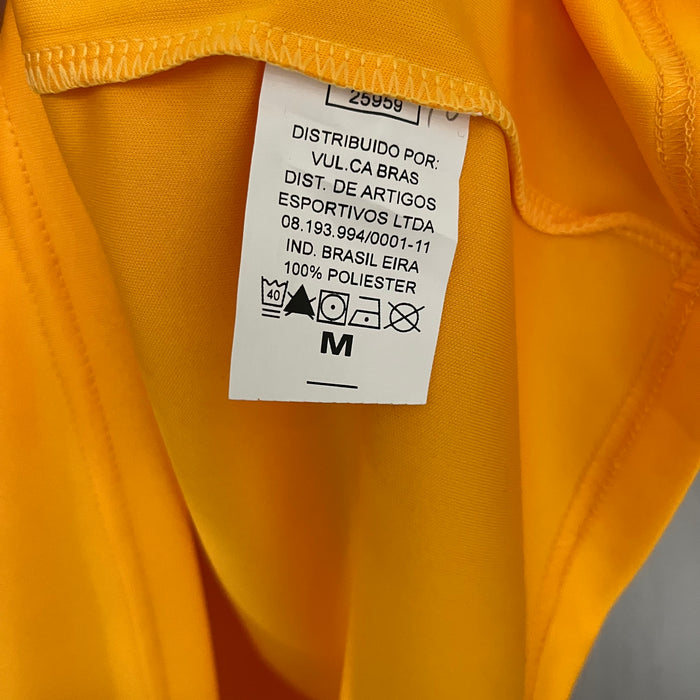 25959
DISTRIBUIDO POR:
VUL.CA BRAS
DIST. DE ARTIGOS
ESPORTIVOS LTDA
08.193.994/0001-11
IND. BRASIL EIRA
100% POLIESTER
40
M